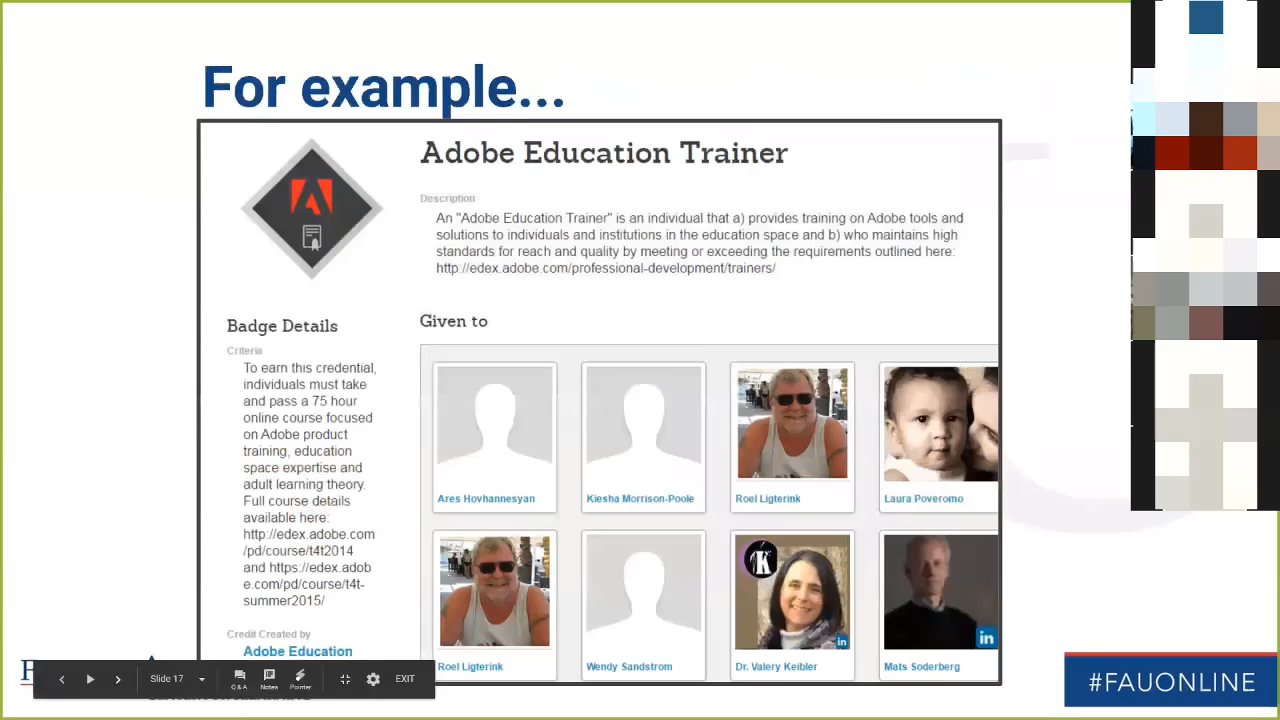 For example...
Adobe Education Trainer
Description
An "Adobe Education Trainer" is an individual that a) provides training on Adobe tools and
solutions to individuals and institutions in the education space and b) who maintains high
standards for reach and quality by meeting or exceeding the requirements outlined here:
http://edex.adobe.com/professional-development/trainers/
Badge Details
Criteria
To earn this credential,
individuals must take
and pass a 75 hour
online course focused
on Adobe product
training, education
space expertise and
adult learning theory.
Full course details
available here:
http://edex.adobe.com
/pd/course/t4t2014
and https://edex.adob
e.com/pd/course/t4t-
summer2015/
Credit Created by
Adobe Education
Given to
Ares Hovhannesyan
Kiesha Morrison-Poole
Roel Ligterink
Laura Poveromo
K
in
in
Roel Ligterink
Wendy Sandstrom
Dr. Valery Keibler
Mats Soderberg
Slide 17
Q & A
Notes
Pointer
EXIT
#FAUONLINE